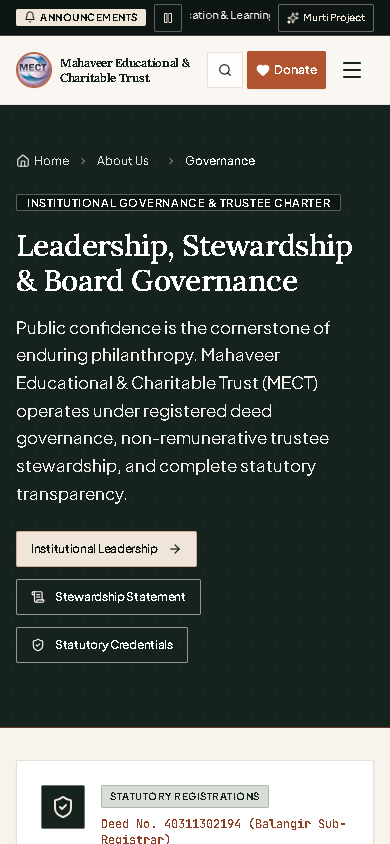 ANNOUNCEMENTS
Murti Project
MECT
Mahaveer Educational &
Charitable Trust
Donate
Home
About Us
Governance
INSTITUTIONAL GOVERNANCE & TRUSTEE CHARTER
Leadership, Stewardship
& Board Governance
Public confidence is the cornerstone of
enduring philanthropy. Mahaveer
Educational & Charitable Trust (MECT)
operates under registered deed
governance, non-remunerative trustee
stewardship, and complete statutory
transparency.
Institutional Leadership
Stewardship Statement
Statutory Credentials
STATUTORY REGISTRATIONS
Deed No. 40311302194 (Balangir Sub-
Registrar)